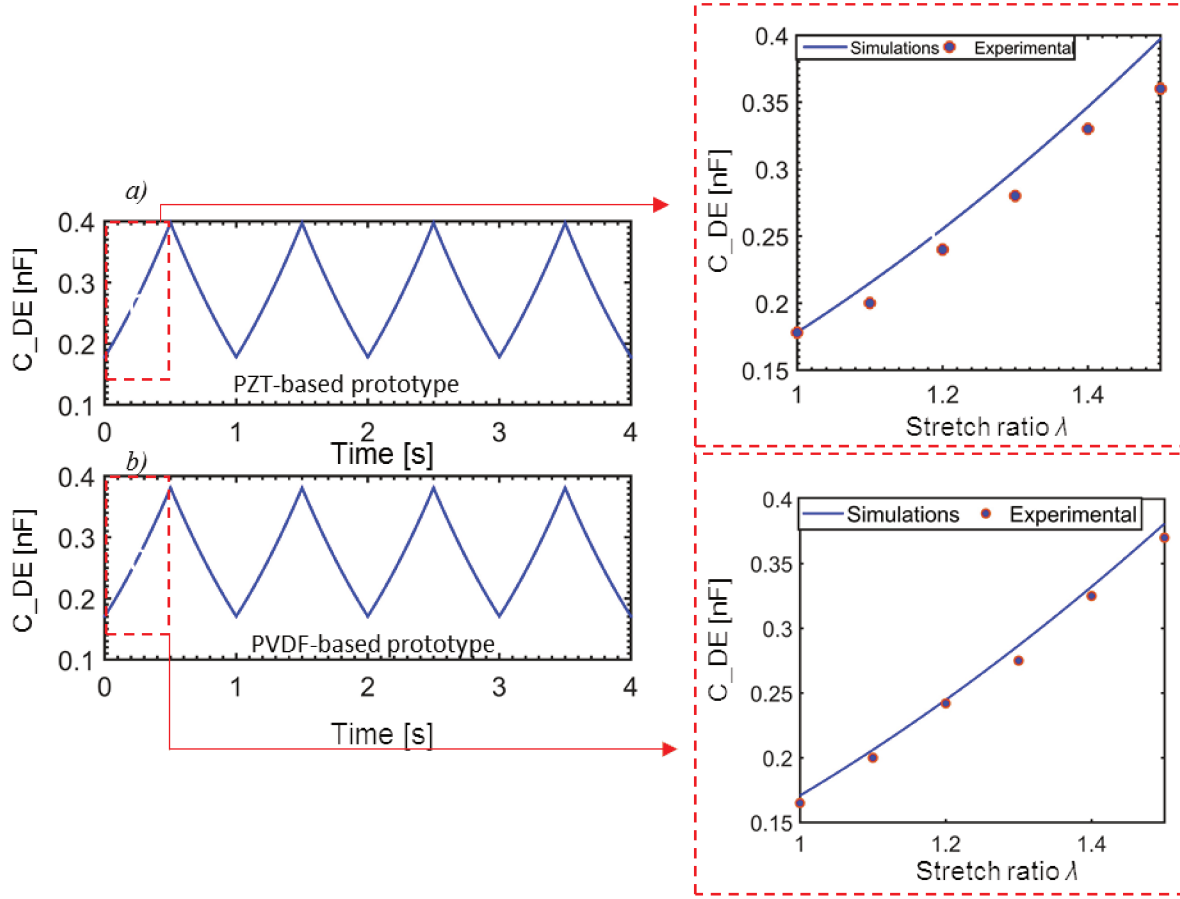 a)
C_DE [nF]
0.4
0.3
0.2
0.1
PZT-based prototype
0 1 2 3 4
Time [s]
b)
C_DE [nF]
0.4
0.3
0.2
0.1
PVDF-based prototype
0 1 2 3 4
Time [s]
Simulations Experimental
C_DE [nF]
0.4
0.35
0.3
0.25
0.2
0.15
1 1.2 1.4
Stretch ratio λ
Simulations Experimental
C_DE [nF]
0.4
0.35
0.3
0.25
0.2
0.15
1 1.2 1.4
Stretch ratio λ